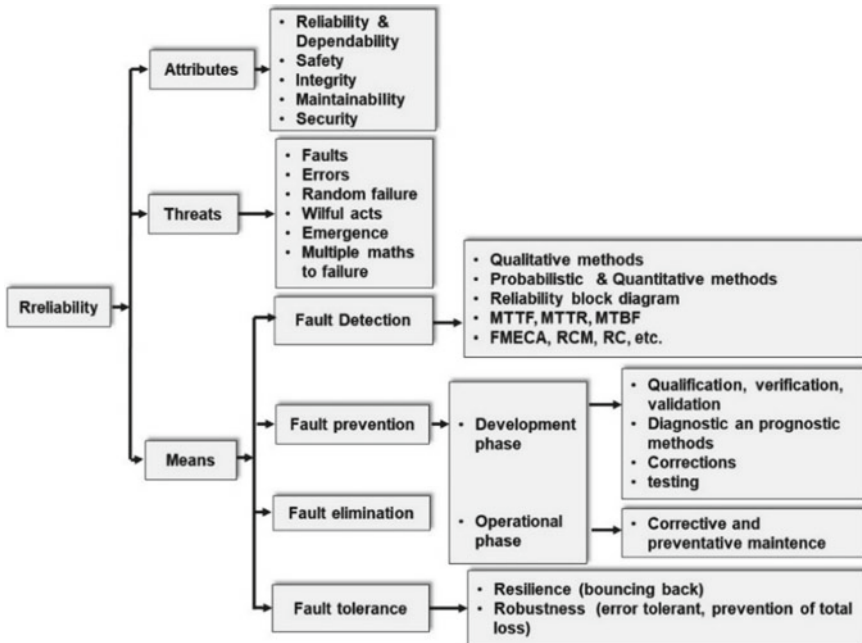 Rreliability
Attributes
• Reliability &
Dependability
• Safety
• Integrity
• Maintainability
• Security
Threats
• Faults
• Errors
• Random failure
• Wilful acts
• Emergence
• Multiple maths
to failure
Means
Fault Detection
• Qualitative methods
• Probabilistic & Quantitative methods
• Reliability block diagram
• MTTF, MTTR, MTBF
• FMECA, RCM, RC, etc.
Fault prevention
• Development
phase
• Qualification, verification,
validation
• Diagnostic an prognostic
methods
• Corrections
• testing
Fault elimination
• Operational
phase
• Corrective and
preventative maintence
Fault tolerance
• Resilience (bouncing back)
• Robustness (error tolerant, prevention of total
loss)